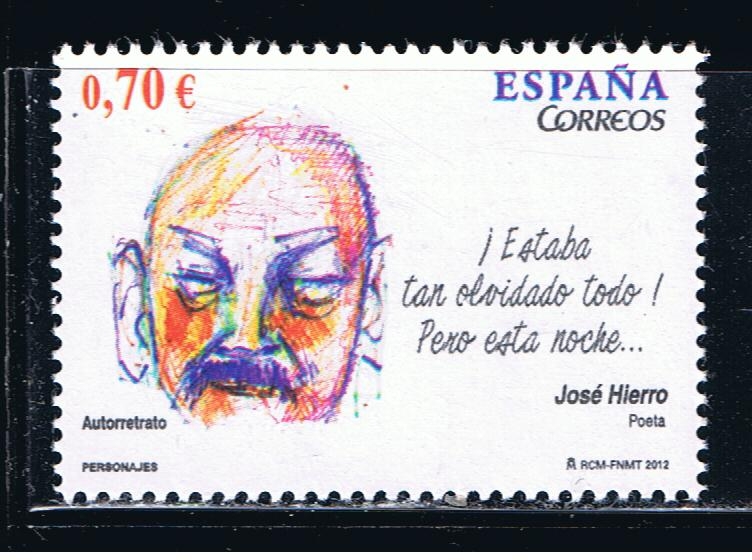 0,70 €
ESPAÑA
CORREOS
¡Estaba
tan olvidado todo!
Pero esta noche...
José Hierro
Poeta
Autorretrato
PERSONAJES
RCM-FNMT 2012